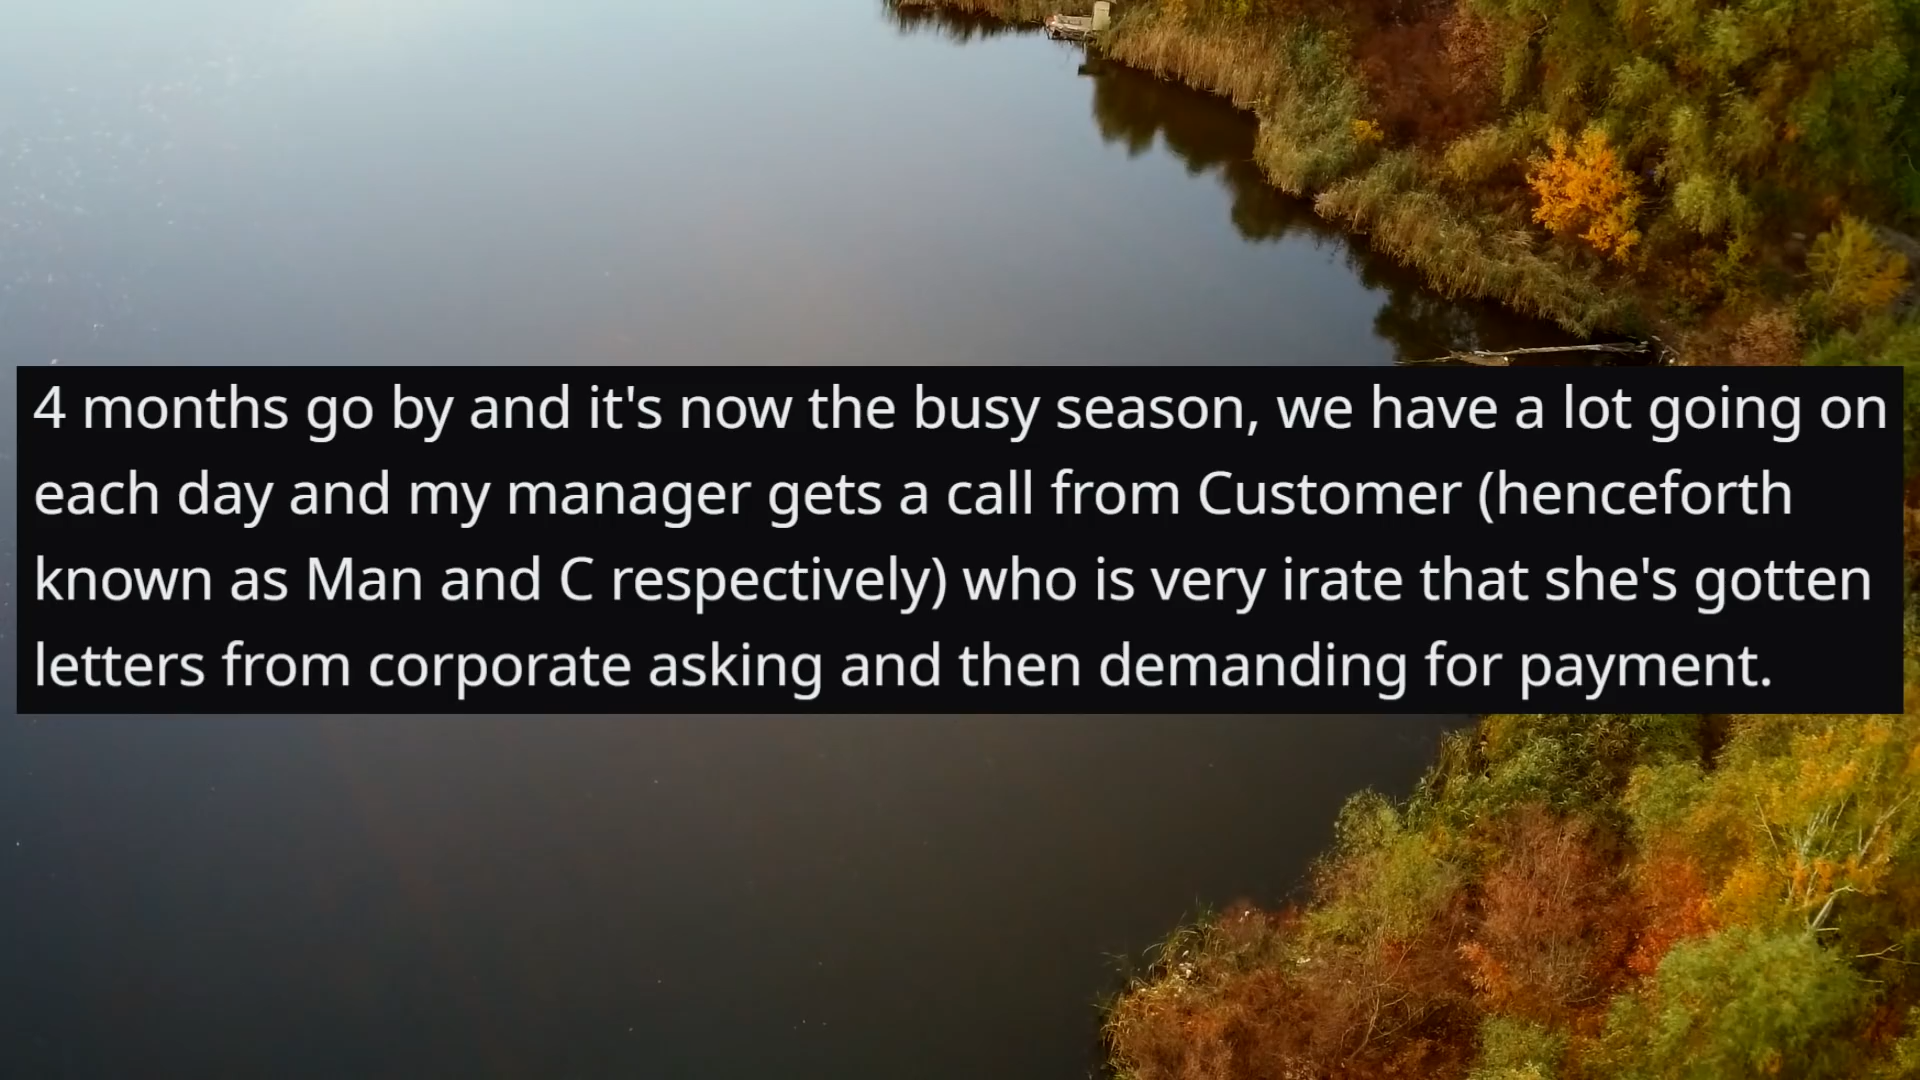 4 months go by and it's now the busy season, we have a lot going on
each day and my manager gets a call from Customer (henceforth
known as Man and C respectively) who is very irate that she's gotten
letters from corporate asking and then demanding for payment.